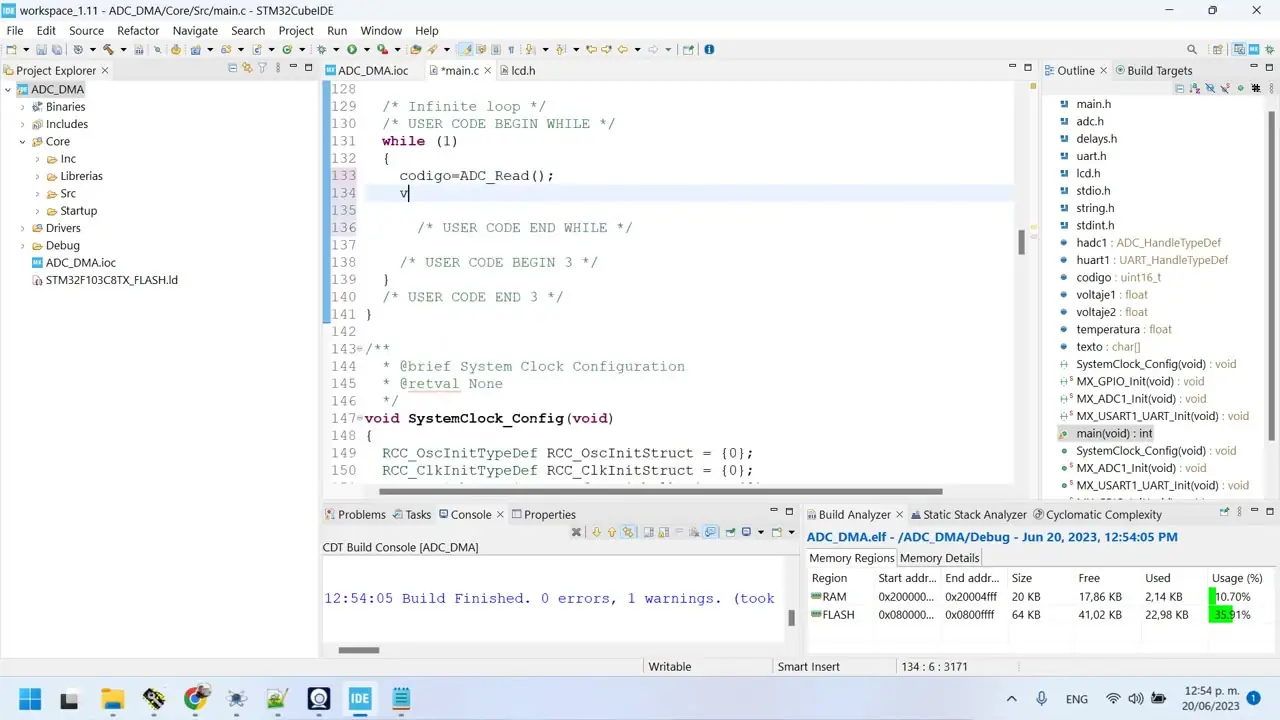 workspace_1.11 - ADC_DMA/Core/Src/main.c - STM32CubeIDE
File Edit Source Refactor Navigate Search Project Run Window Help
Project Explorer
ADC_DMA
Binaries
Includes
Core
Inc
Librerias
Src
Startup
Drivers
Debug
ADC_DMA.ioc
STM32F103C8TX_FLASH.ld
ADC_DMA.ioc *main.c lcd.h
128
129 /* Infinite loop */
130 /* USER CODE BEGIN WHILE */
131 while (1)
132 {
133 codigo=ADC_Read();
134 v
135
136 /* USER CODE END WHILE */
137
138 /* USER CODE BEGIN 3 */
139 }
140 /* USER CODE END 3 */
141 }
142
143 /**
144 * @brief System Clock Configuration
145 * @retval None
146 */
147 void SystemClock_Config(void)
148 {
149 RCC_OscInitTypeDef RCC_OscInitStruct = {0};
150 RCC_ClkInitTypeDef RCC_ClkInitStruct = {0};
Outline Build Targets
main.h
adc.h
delays.h
uart.h
lcd.h
stdio.h
string.h
stdint.h
hadc1 : ADC_HandleTypeDef
huart1 : UART_HandleTypeDef
codigo : uint16_t
voltaje1 : float
voltaje2 : float
temperatura : float
texto : char[]
SystemClock_Config(void) : void
MX_GPIO_Init(void) : void
MX_ADC1_Init(void) : void
MX_USART1_UART_Init(void) : void
main(void) : int
SystemClock_Config(void) : void
MX_ADC1_Init(void) : void
MX_USART1_UART_Init(void) : void
Problems Tasks Console Properties
CDT Build Console [ADC_DMA]
12:54:05 Build Finished. 0 errors, 1 warnings. (took
Build Analyzer Static Stack Analyzer Cyclomatic Complexity
ADC_DMA.elf - /ADC_DMA/Debug - Jun 20, 2023, 12:54:05 PM
Memory Regions Memory Details
Region Start addr... End addr... Size Free Used Usage (%)
RAM 0x200000... 0x20004fff 20 KB 17,86 KB 2,14 KB 10.70%
FLASH 0x080000... 0x0800ffff 64 KB 41,02 KB 22,98 KB 35.91%
Writable Smart Insert 134 : 6 : 3171
IDE
ENG
12:54 p. m.
20/06/2023
1